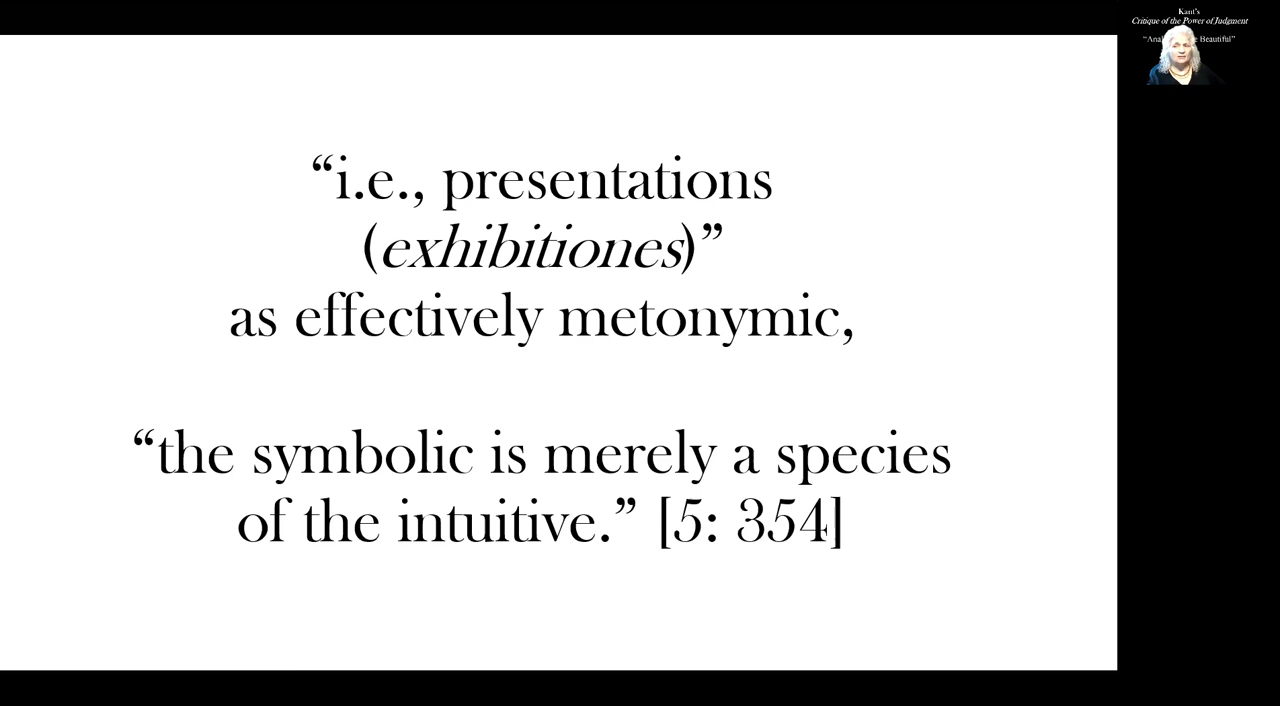 “i.e., presentations
(exhibitiones)”
as effectively metonymic,
“the symbolic is merely a species
of the intuitive.” [5: 354]
Kant’s
Critique of the Power of Judgment
Beautiful”